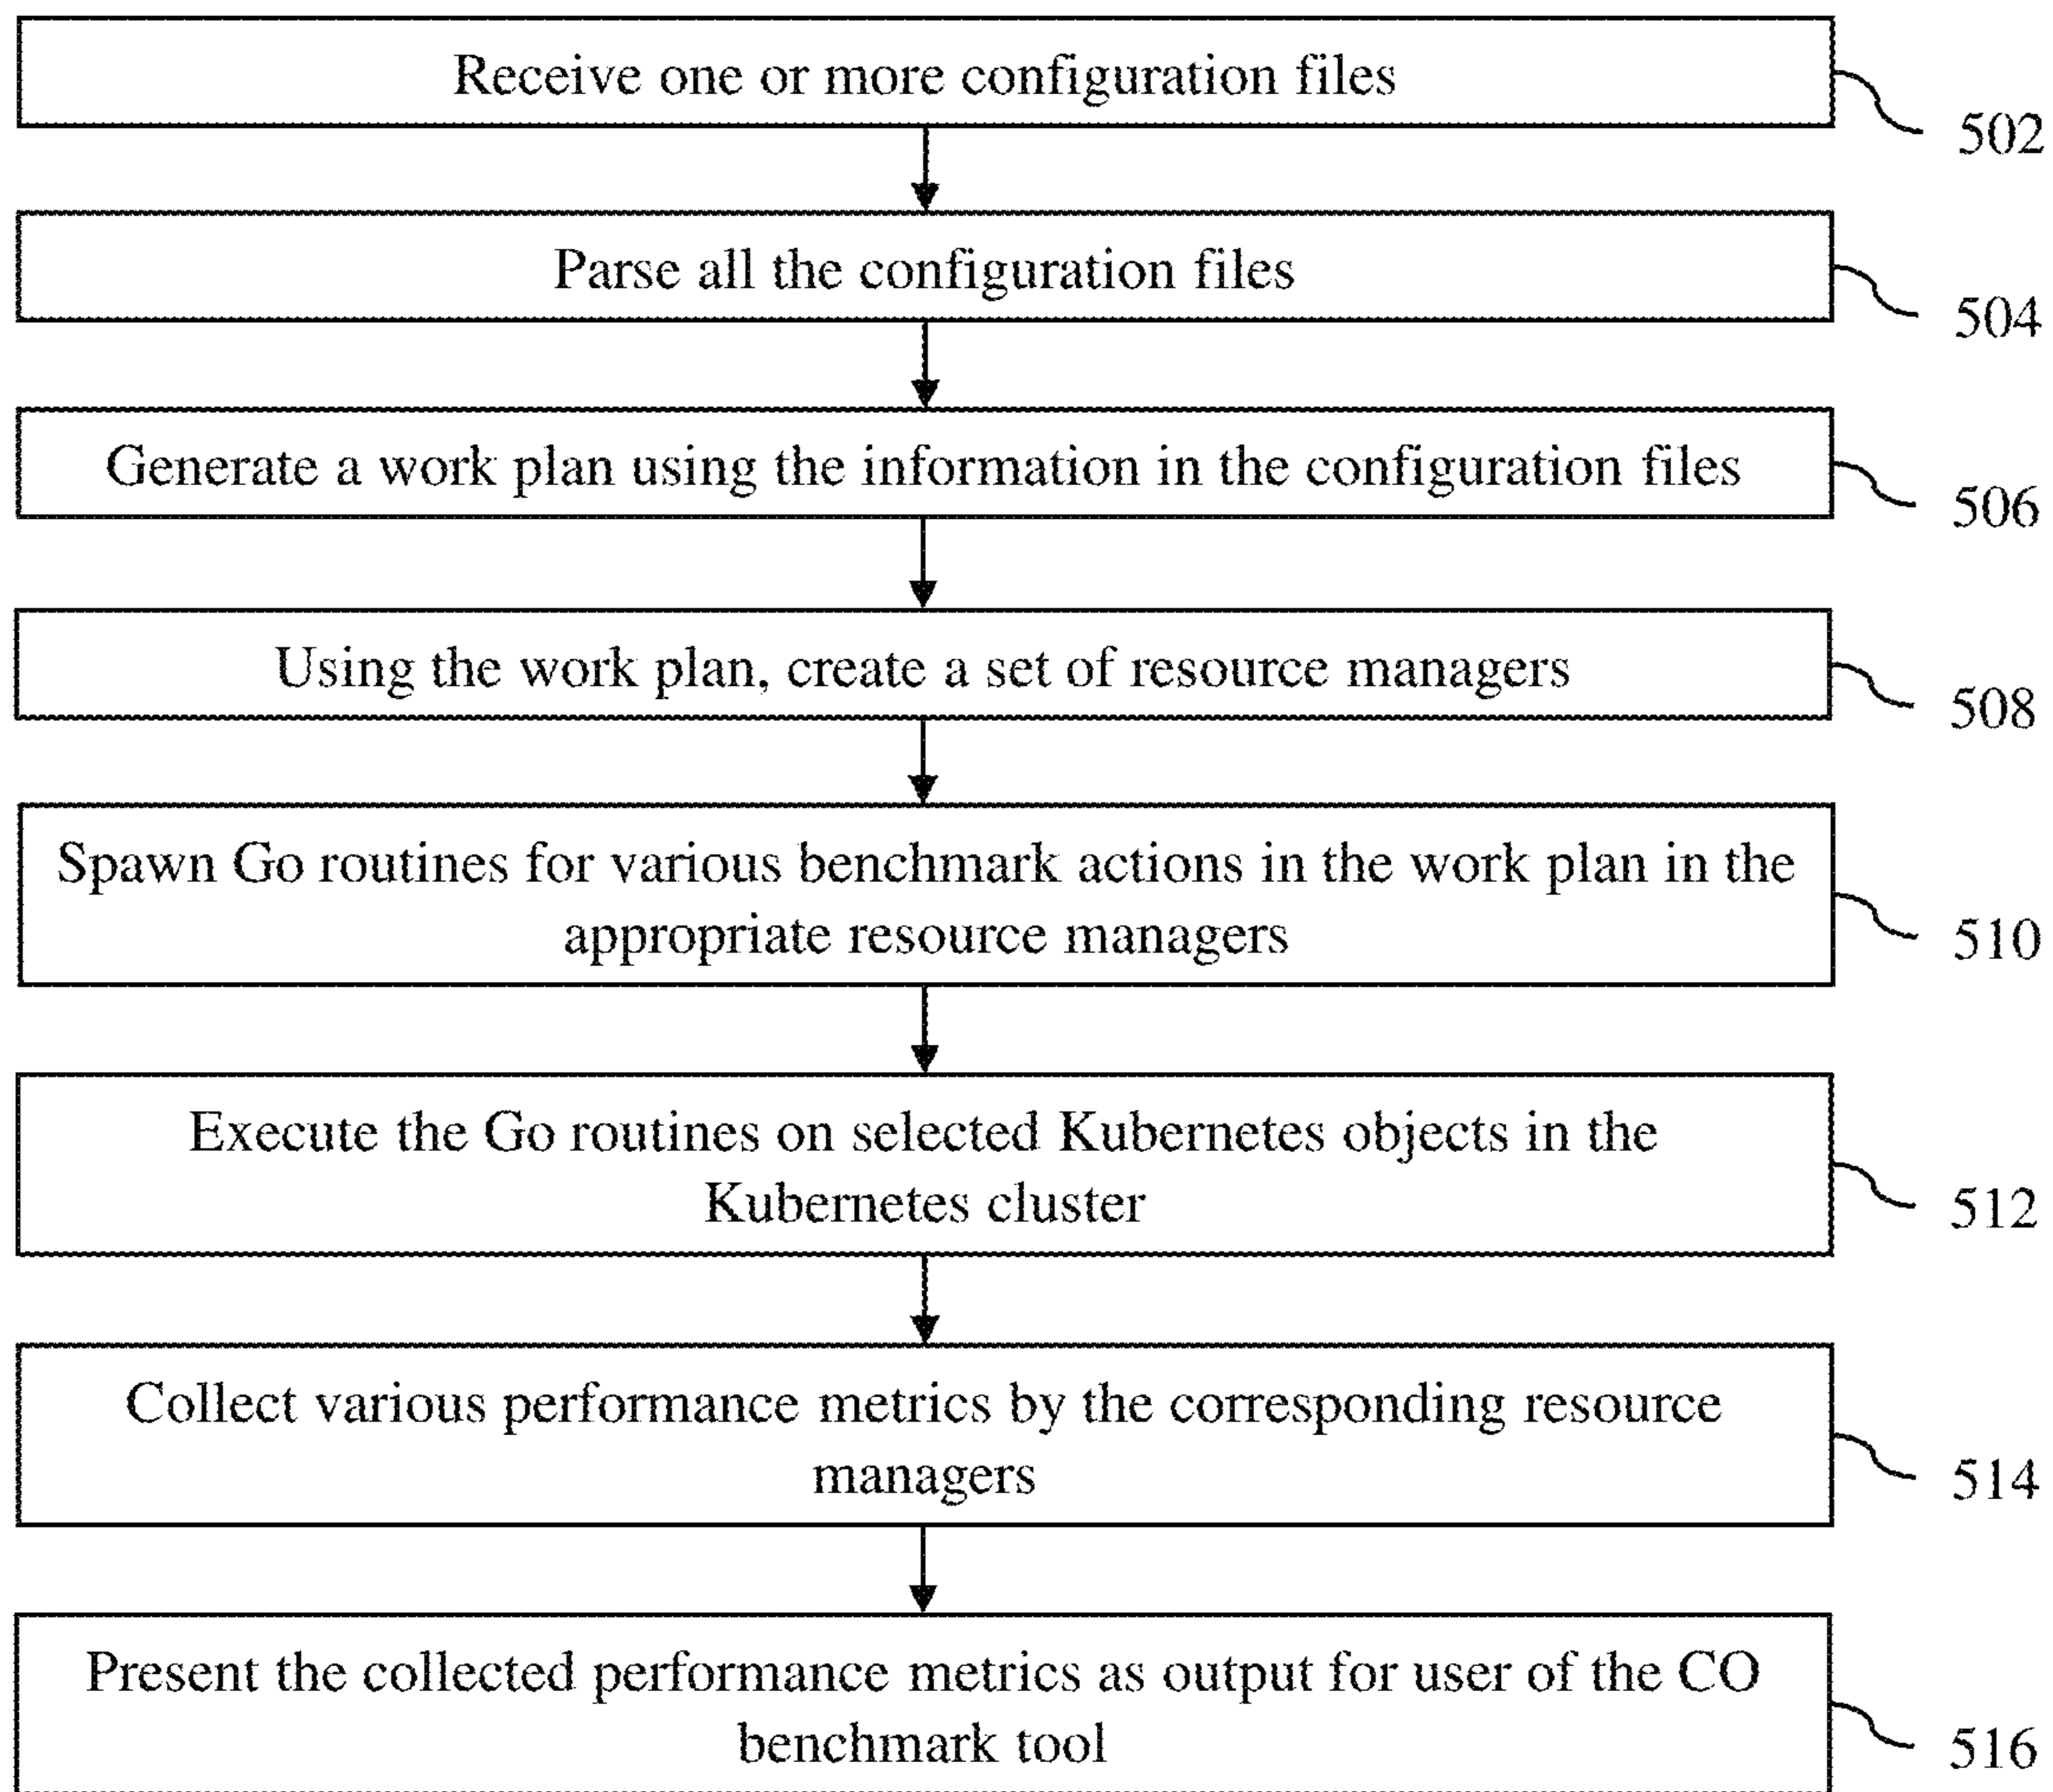 Receive one or more configuration files
502
Parse all the configuration files
504
Generate a work plan using the information in the configuration files
506
Using the work plan, create a set of resource managers
508
Spawn Go routines for various benchmark actions in the work plan in the
appropriate resource managers
510
Execute the Go routines on selected Kubernetes objects in the
Kubernetes cluster
512
Collect various performance metrics by the corresponding resource
managers
514
Present the collected performance metrics as output for user of the CO
benchmark tool
516